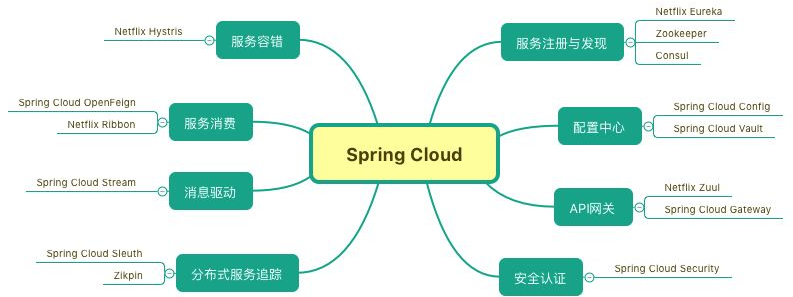 Spring Cloud
服务容错
Netflix Hystris
服务消费
Spring Cloud OpenFeign
Netflix Ribbon
消息驱动
Spring Cloud Stream
分布式服务追踪
Spring Cloud Sleuth
Zikpin
服务注册与发现
Netflix Eureka
Zookeeper
Consul
配置中心
Spring Cloud Config
Spring Cloud Vault
API网关
Netflix Zuul
Spring Cloud Gateway
安全认证
Spring Cloud Security